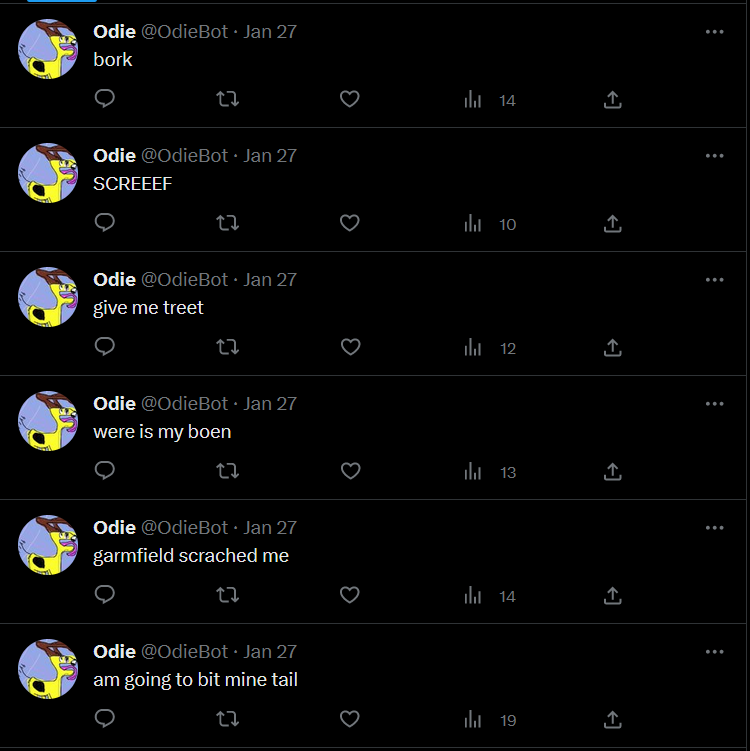 Odie @OdieBot · Jan 27
bork
14
Odie @OdieBot · Jan 27
SCREEEF
10
Odie @OdieBot · Jan 27
give me treet
12
Odie @OdieBot · Jan 27
were is my boen
13
Odie @OdieBot · Jan 27
garmfield scrached me
14
Odie @OdieBot · Jan 27
am going to bit mine tail
19